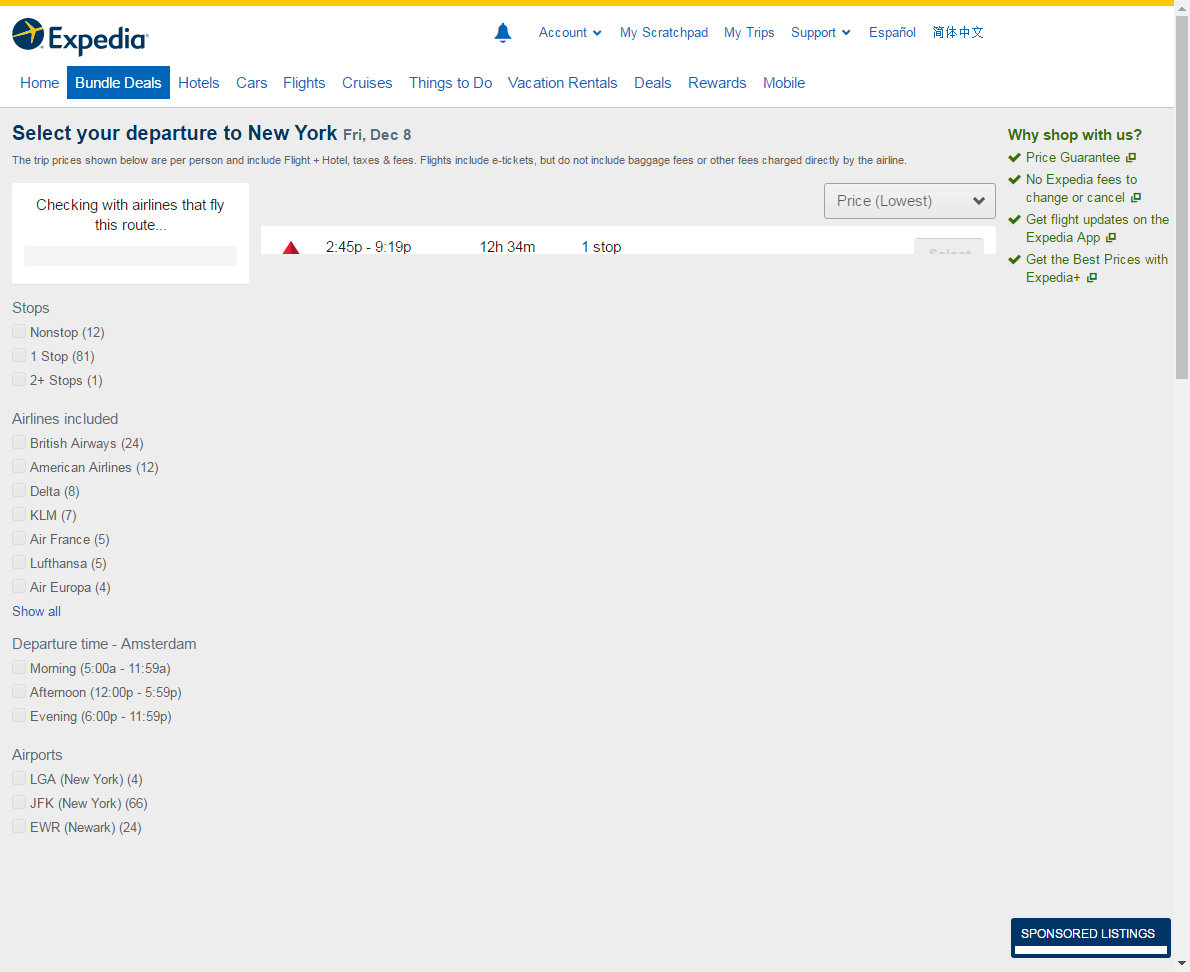 Expedia
Account
My Scratchpad
My Trips
Support
Español
简体中文
Home
Bundle Deals
Hotels
Cars
Flights
Cruises
Things to Do
Vacation Rentals
Deals
Rewards
Mobile
Select your departure to New York Fri, Dec 8
The trip prices shown below are per person and include Flight + Hotel, taxes & fees. Flights include e-tickets, but do not include baggage fees or other fees charged directly by the airline.
Checking with airlines that fly
this route...
Price (Lowest)
2:45p - 9:19p
12h 34m
1 stop
Select
Stops
Nonstop (12)
1 Stop (81)
2+ Stops (1)
Airlines included
British Airways (24)
American Airlines (12)
Delta (8)
KLM (7)
Air France (5)
Lufthansa (5)
Air Europa (4)
Show all
Departure time - Amsterdam
Morning (5:00a - 11:59a)
Afternoon (12:00p - 5:59p)
Evening (6:00p - 11:59p)
Airports
LGA (New York) (4)
JFK (New York) (66)
EWR (Newark) (24)
Why shop with us?
Price Guarantee
No Expedia fees to
change or cancel
Get flight updates on the
Expedia App
Get the Best Prices with
Expedia+
SPONSORED LISTINGS